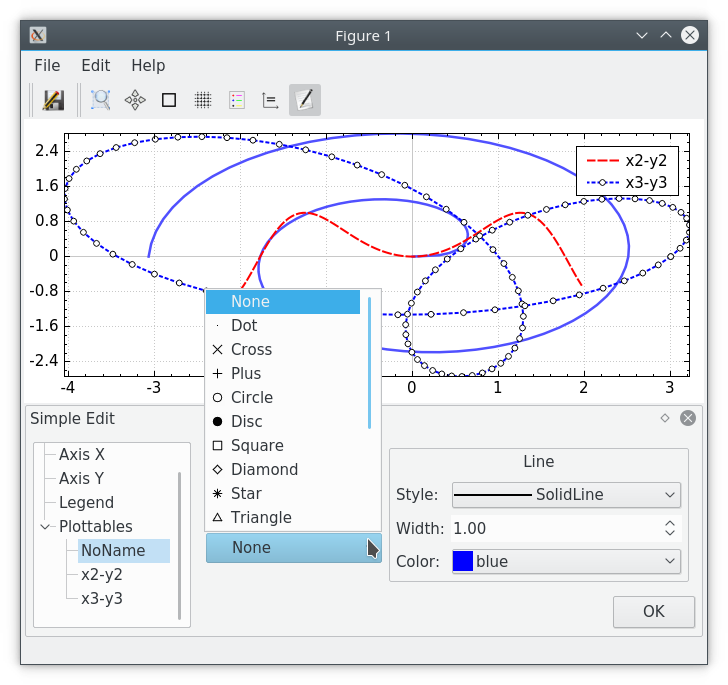 Figure 1
File Edit Help
x2-y2
x3-y3
2.4
1.6
0.8
0
-0.8
-1.6
-2.4
-4 -3 0 1 2 3
Simple Edit
Axis X
Axis Y
Legend
Plottables
NoName
x2-y2
x3-y3
None
Dot
Cross
Plus
Circle
Disc
Square
Diamond
Star
Triangle
None
Line
Style: SolidLine
Width: 1.00
Color: blue
OK